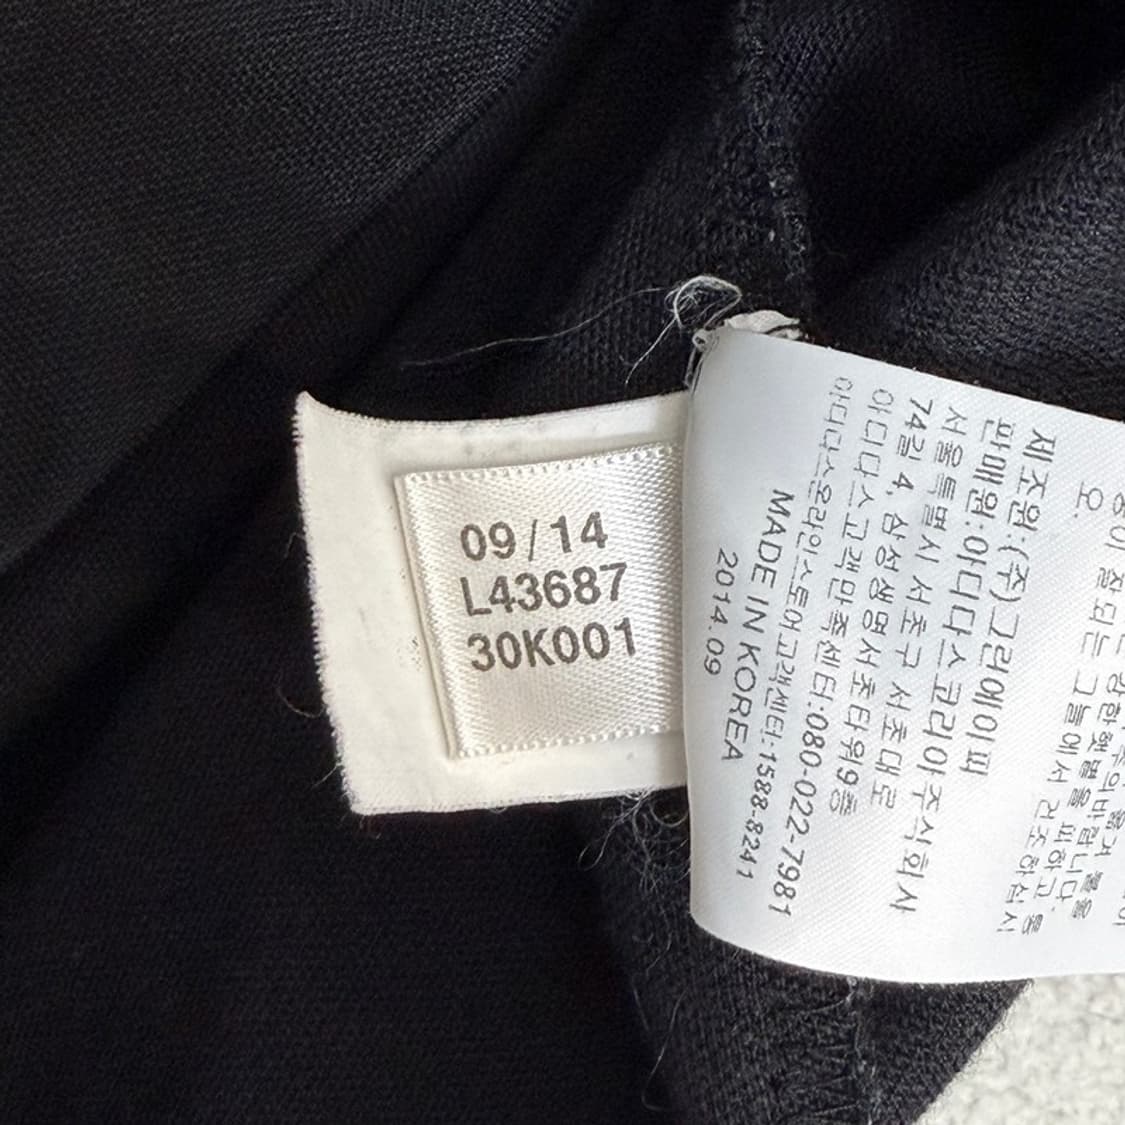 09/14
L43687
30K001
요.
제조원:(주)그린에이피
판매원:아디다스코리아주식회사
서울특별시 서초구 서초대로
74길 4, 삼성생명서초타워9층
아디다스고객만족센터:080-022-7981
아디다스온라인스토어고객센터:1588-8241
MADE IN KOREA
2014.09